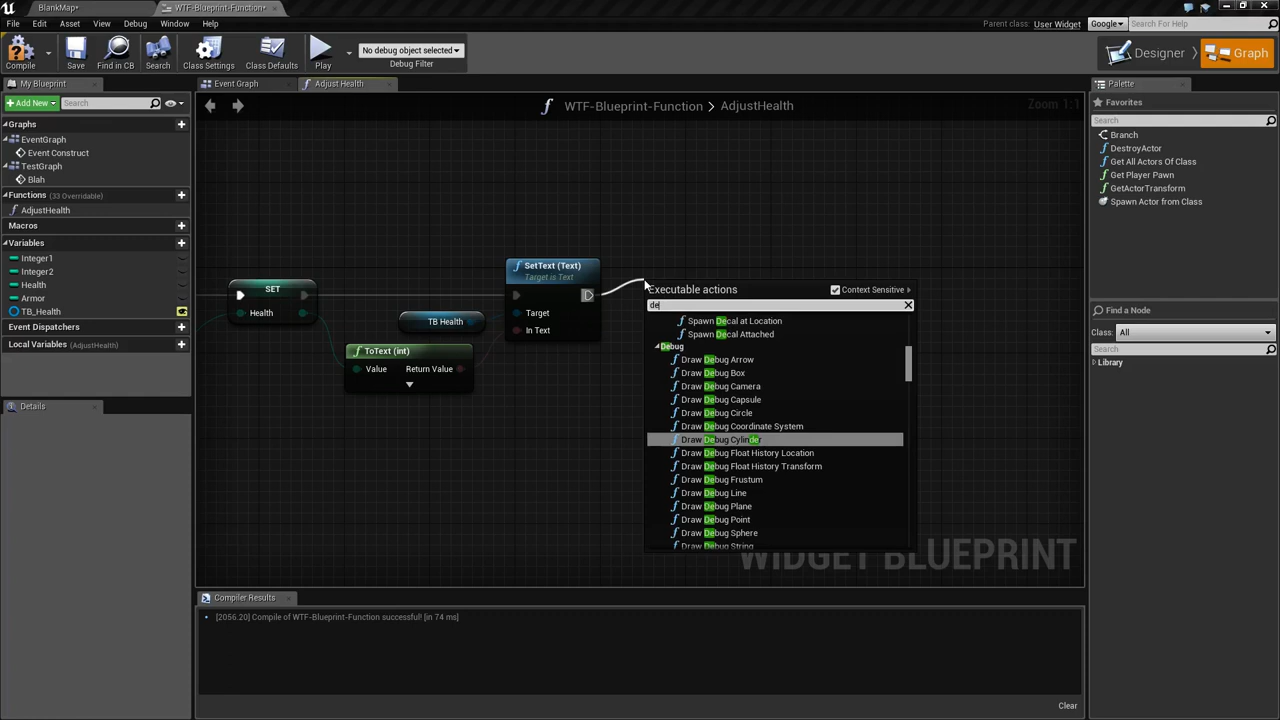 BlankMap*
WTF-Blueprint-Function*
File Edit Asset View Debug Window Help
Parent class: User Widget Google Search For Help
Compile
Save
Find in CB
Search
Class Settings
Class Defaults
Play
No debug object selected
Debug Filter
Designer
Graph
My Blueprint
Event Graph
Adjust Health
Palette
Add New
Search
WTF-Blueprint-Function > AdjustHealth
Zoom 1:1
Favorites
Search
Graphs
EventGraph
Event Construct
TestGraph
Blah
Functions (33 Overridable)
AdjustHealth
Macros
Variables
Integer1
Integer2
Health
Armor
TB_Health
Event Dispatchers
Local Variables (AdjustHealth)
Details
SET
Health
TB Health
ToText (int)
Value Return Value
SetText (Text)
Target is Text
Target
In Text
Executable actions
Context Sensitive
de
Spawn Decal at Location
Spawn Decal Attached
Debug
Draw Debug Arrow
Draw Debug Box
Draw Debug Camera
Draw Debug Capsule
Draw Debug Circle
Draw Debug Coordinate System
Draw Debug Cylinder
Draw Debug Float History Location
Draw Debug Float History Transform
Draw Debug Frustum
Draw Debug Line
Draw Debug Plane
Draw Debug Point
Draw Debug Sphere
Draw Debug String
WIDGET BLUEPRINT
Branch
DestroyActor
Get All Actors Of Class
Get Player Pawn
GetActorTransform
Spawn Actor from Class
Find a Node
Class: All
Search
Library
Compiler Results
[2056.20] Compile of WTF-Blueprint-Function successful! [in 74 ms]
Clear